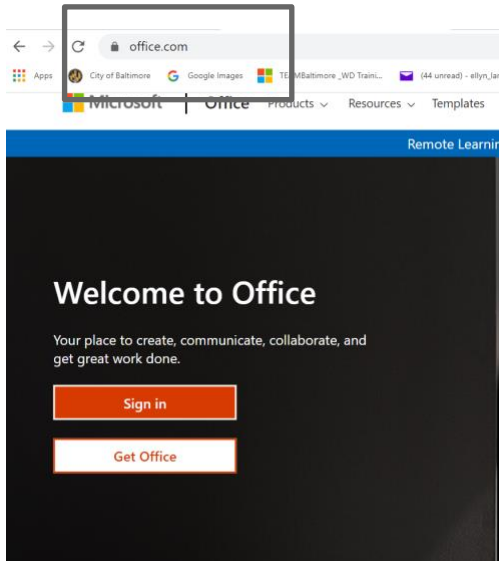 office.com
Apps City of Baltimore Google Images TEAMBaltimore _WD Traini... (44 unread) - ellyn_la
Microsoft Office Products Resources Templates
Remote Learnin
Welcome to Office
Your place to create, communicate, collaborate, and
get great work done.
Sign in
Get Office